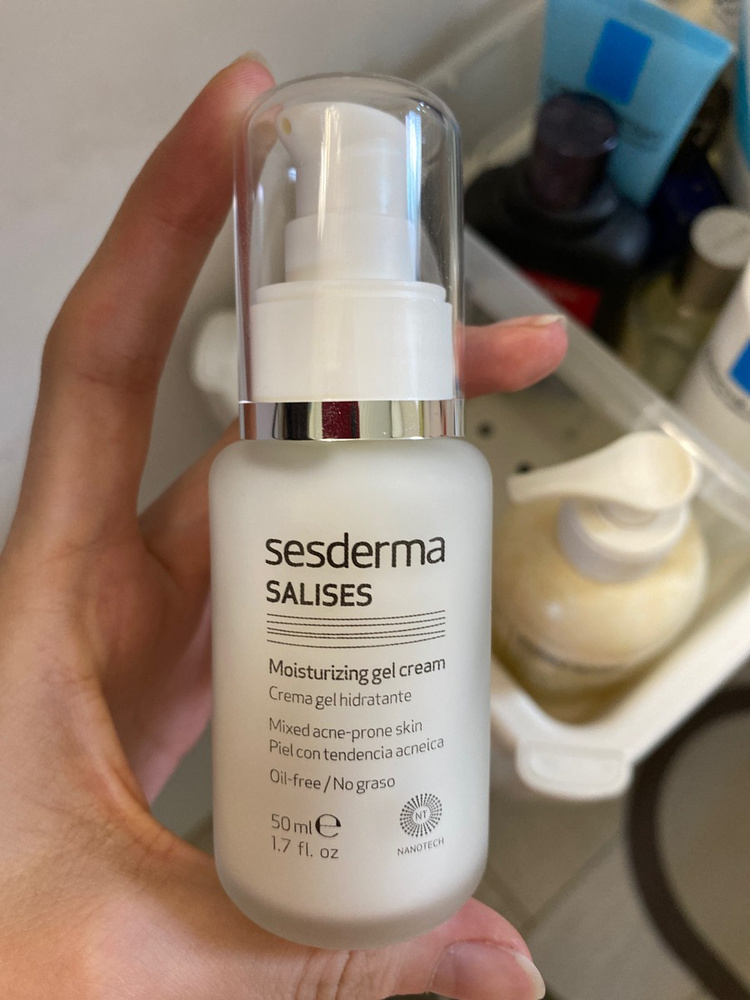 sesderma
SALISES
Moisturizing gel cream
Crema gel hidratante
Mixed acne-prone skin
Piel con tendencia acneica
Oil-free / No graso
50 ml e
1.7 fl. oz
NT
NANOTECH